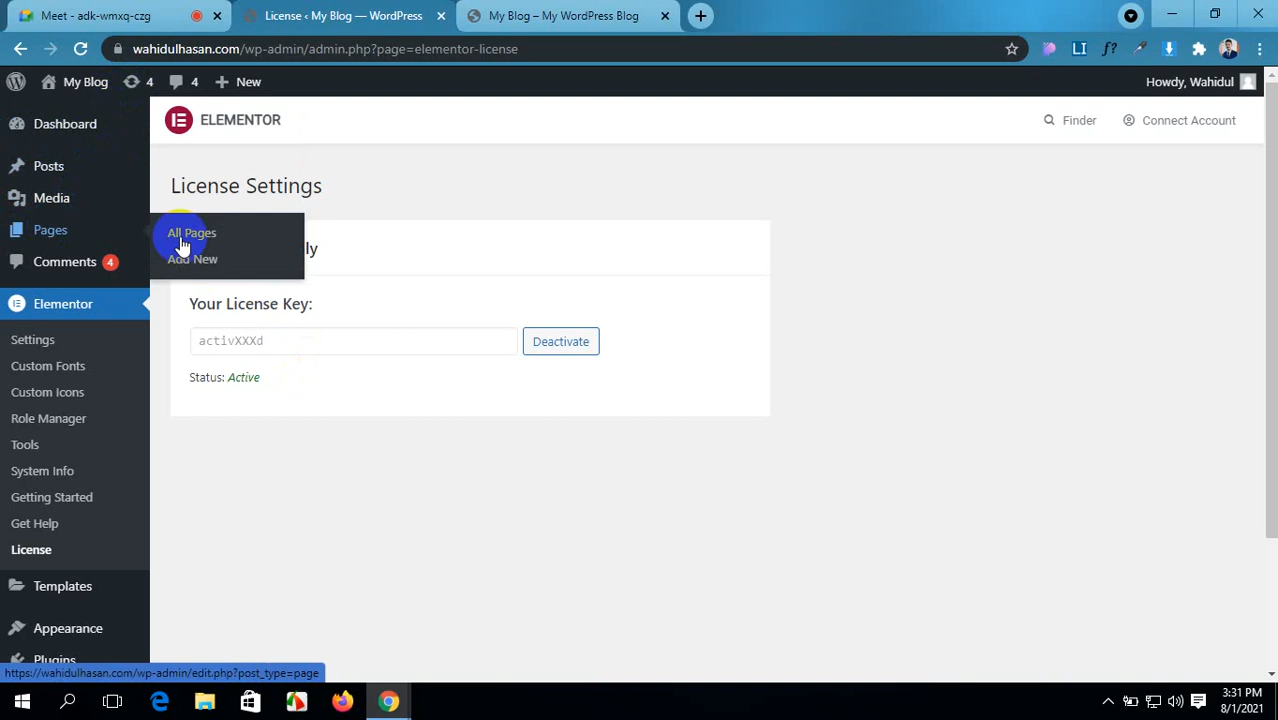 Meet - adk-wmxq-czg
License ‹ My Blog — WordPress
My Blog – My WordPress Blog
wahidulhasan.com/wp-admin/admin.php?page=elementor-license
LI
f?
My Blog
4
4
New
Howdy, Wahidul
Dashboard
ELEMENTOR
Finder
Connect Account
Posts
License Settings
Media
Pages
All Pages
ly
Add New
Comments 4
Elementor
Your License Key:
Settings
activXXXd
Deactivate
Custom Fonts
Status: Active
Custom Icons
Role Manager
Tools
System Info
Getting Started
Get Help
License
Templates
Appearance
Plugins
https://wahidulhasan.com/wp-admin/edit.php?post_type=page
3:31 PM
8/1/2021